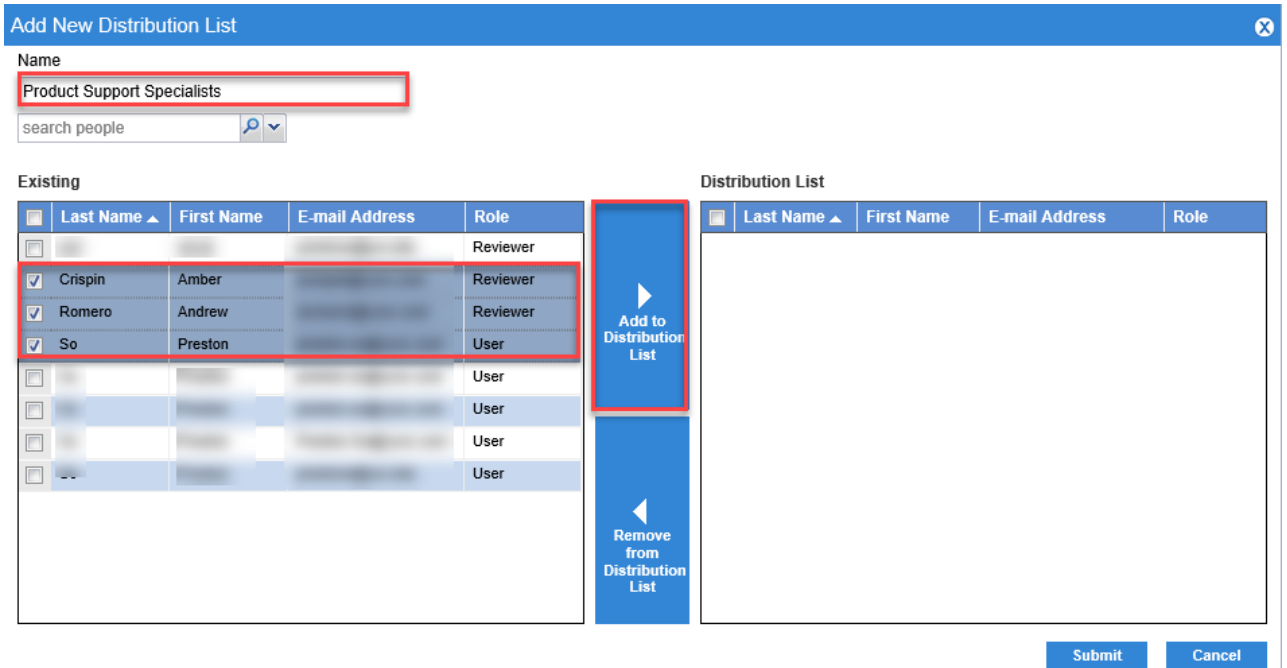 Add New Distribution List
Name
Product Support Specialists
search people
Existing
Distribution List
Last Name First Name E-mail Address Role
Last Name First Name E-mail Address Role
Reviewer
Crispin Amber Reviewer
Romero Andrew Reviewer
So Preston User
User
User
User
User
Add to
Distribution
List
Remove
from
Distribution
List
Submit Cancel